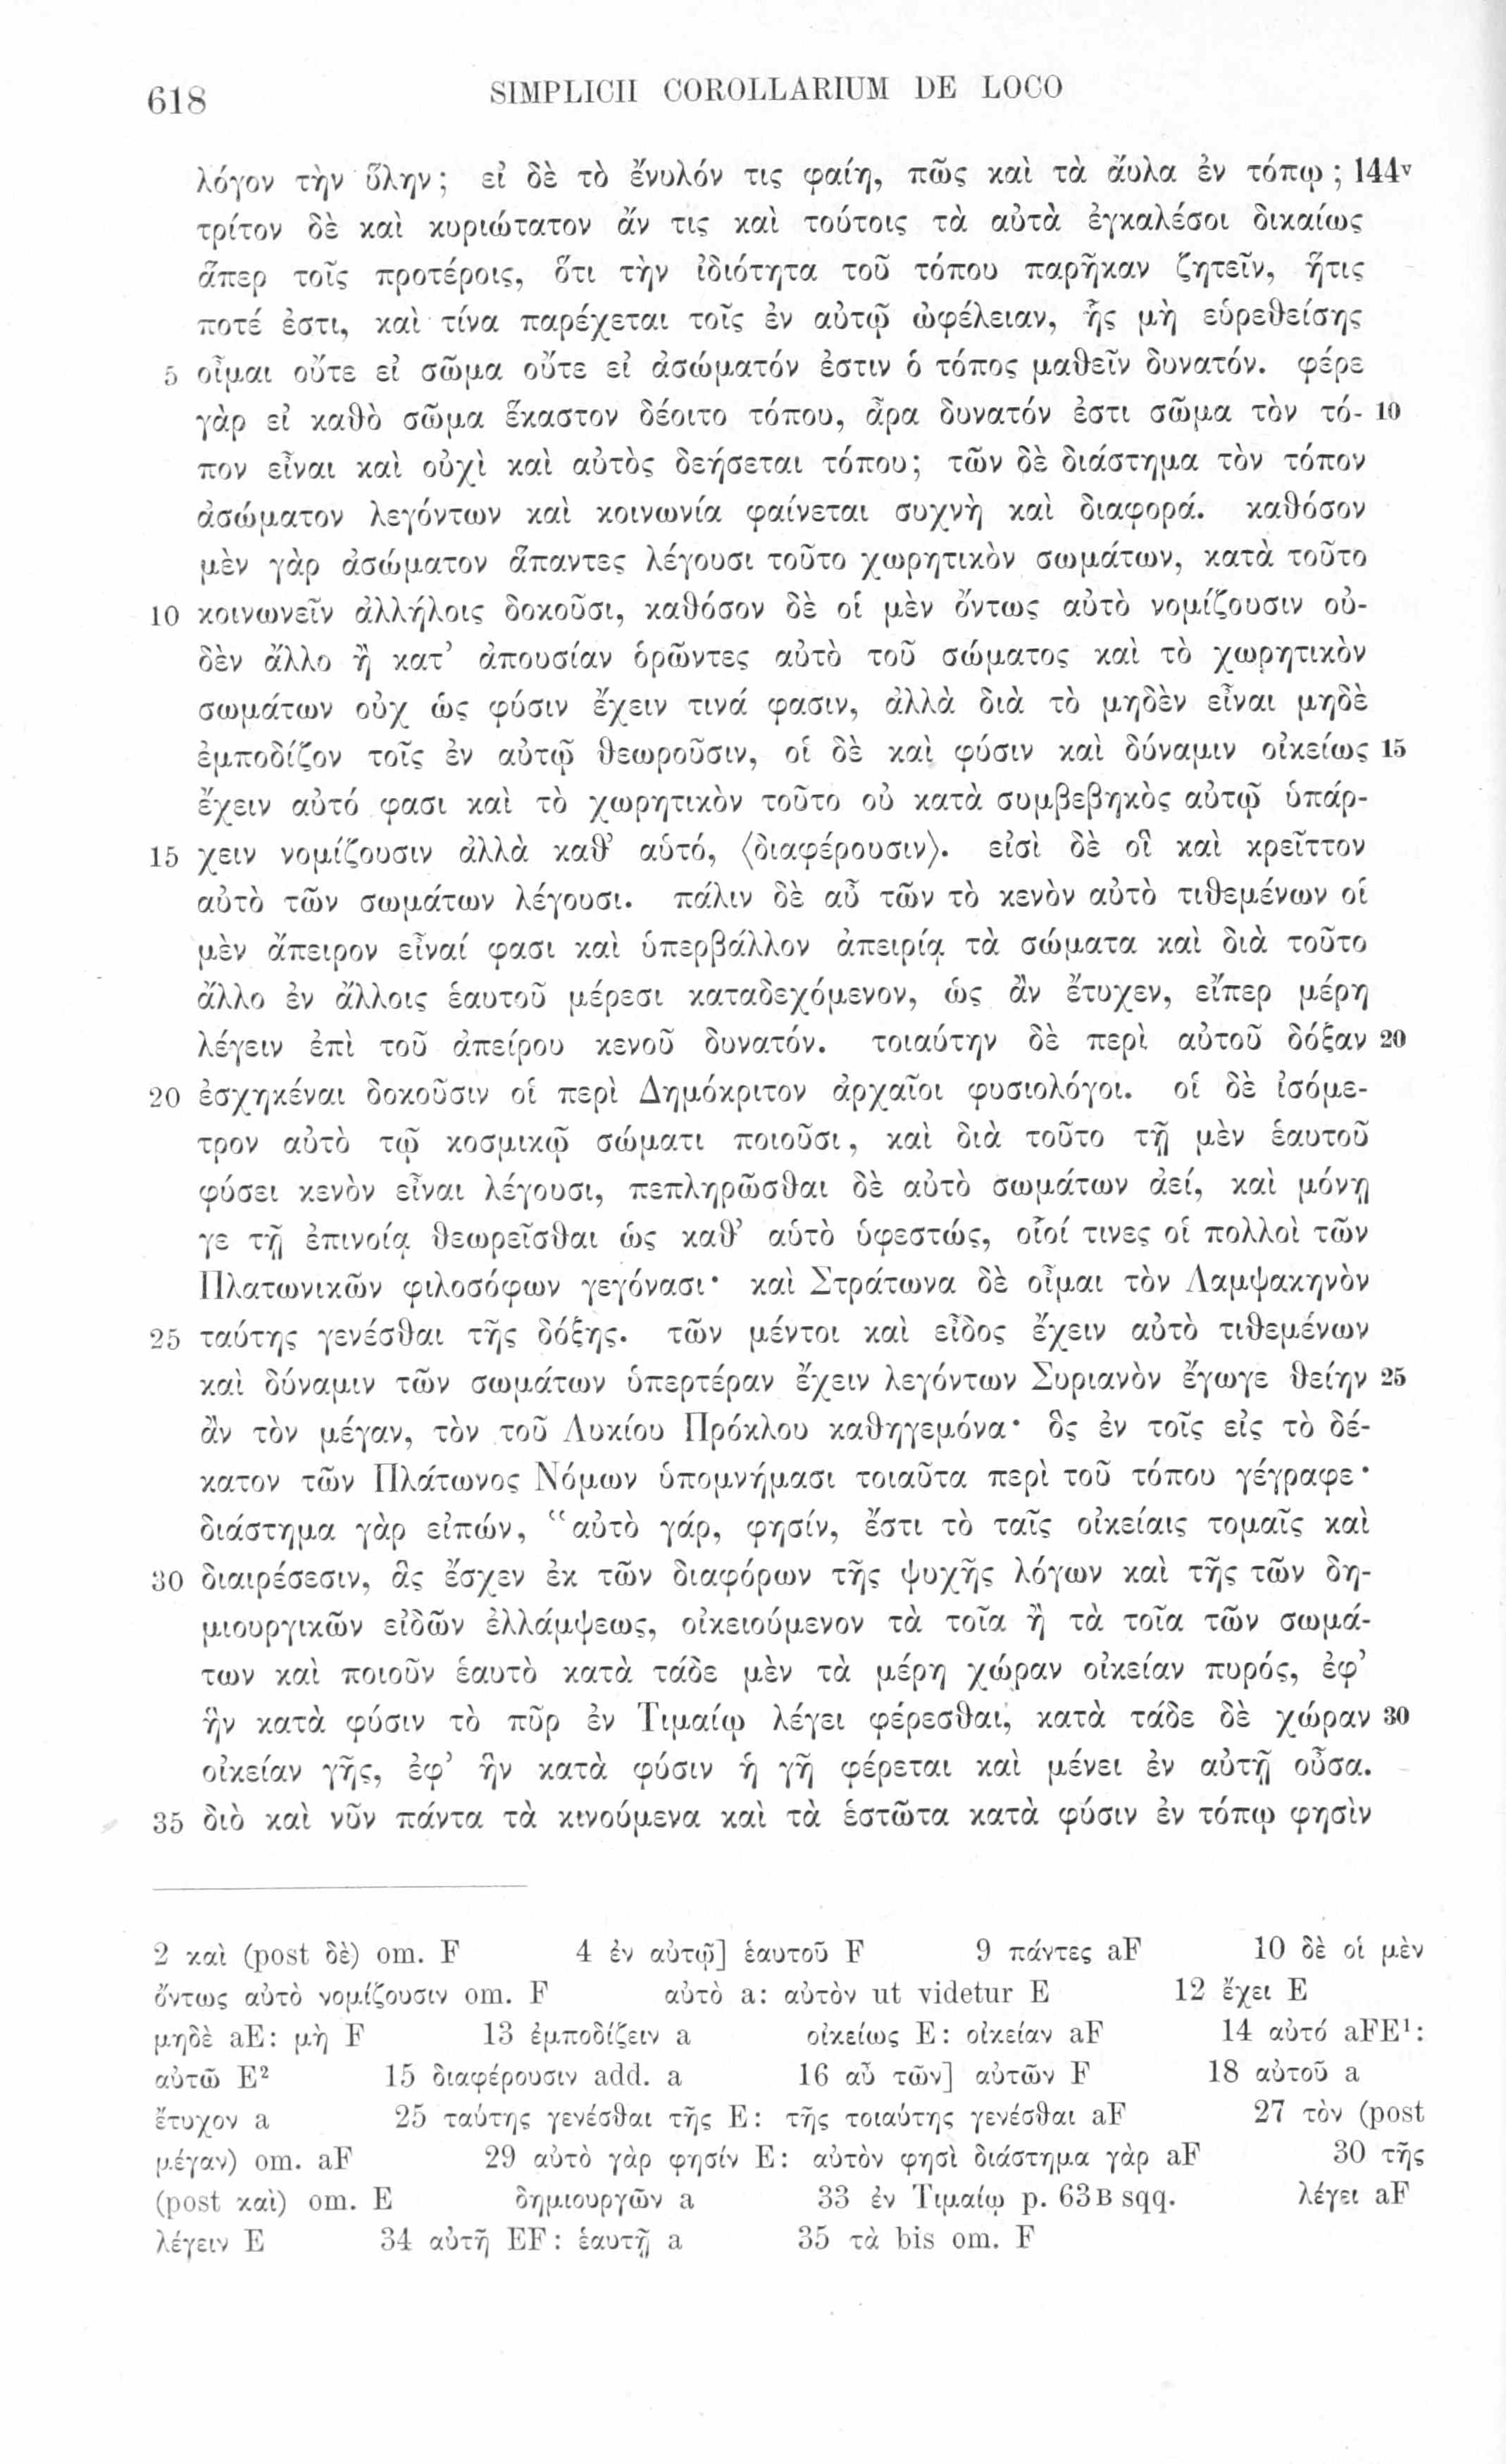 618 SIMPLICII COROLLARIUM DE LOCO
λόγον τὴν ὕλην; εἰ δὲ τὸ ἔνυλόν τις φαίη, πῶς καὶ τὰ ἄυλα ἐν τόπῳ; 144v
τρίτον δὲ καὶ κυριώτατον ἄν τις καὶ τούτοις τὰ αὐτὰ ἐγκαλέσοι δικαίως
ἅπερ τοῖς προτέροις, ὅτι τὴν ἰδιότητα τοῦ τόπου παρῆκαν ζητεῖν, ἥτις
ποτέ ἐστι, καὶ τίνα παρέχεται τοῖς ἐν αὐτῷ ὠφέλειαν, ἧς μὴ εὑρεθείσης
5 οἶμαι οὔτε εἰ σῶμα οὔτε εἰ ἀσώματόν ἐστιν ὁ τόπος μαθεῖν δυνατόν. φέρε
γὰρ εἰ καθὸ σῶμα ἕκαστον δέοιτο τόπου, ἆρα δυνατόν ἐστι σῶμα τὸν τό- 10
πον εἶναι καὶ οὐχὶ καὶ αὐτὸς δεήσεται τόπου; τῶν δὲ διάστημα τὸν τόπον
ἀσώματον λεγόντων καὶ κοινωνία φαίνεται συχνὴ καὶ διαφορά. καθόσον
μὲν γὰρ ἀσώματον ἅπαντες λέγουσι τοῦτο χωρητικὸν σωμάτων, κατὰ τοῦτο
10 κοινωνεῖν ἀλλήλοις δοκοῦσι, καθόσον δὲ οἱ μὲν ὄντως αὐτὸ νομίζουσιν οὐ-
δὲν ἄλλο ἢ κατ’ ἀπουσίαν ὁρῶντες αὐτὸ τοῦ σώματος καὶ τὸ χωρητικὸν
σωμάτων οὐχ ὡς φύσιν ἔχειν τινά φασιν, ἀλλὰ διὰ τὸ μηδὲν εἶναι μηδὲ
ἐμποδίζον τοῖς ἐν αὐτῷ θεωροῦσιν, οἱ δὲ καὶ φύσιν καὶ δύναμιν οἰκείως 15
ἔχειν αὐτό φασι καὶ τὸ χωρητικὸν τοῦτο οὐ κατὰ συμβεβηκὸς αὐτῷ ὑπάρ-
15 χειν νομίζουσιν ἀλλὰ καθ’ αὑτό, ⟨διαφέρουσιν⟩. εἰσὶ δὲ οἳ καὶ κρεῖττον
αὐτὸ τῶν σωμάτων λέγουσι. πάλιν δὲ αὖ τῶν τὸ κενὸν αὐτὸ τιθεμένων οἱ
μὲν ἄπειρον εἶναί φασι καὶ ὑπερβάλλον ἀπειρίᾳ τὰ σώματα καὶ διὰ τοῦτο
ἄλλο ἐν ἄλλοις ἑαυτοῦ μέρεσι καταδεχόμενον, ὡς ἂν ἔτυχεν, εἴπερ μέρη
λέγειν ἐπὶ τοῦ ἀπείρου κενοῦ δυνατόν. τοιαύτην δὲ περὶ αὐτοῦ δόξαν 20
20 ἐσχηκέναι δοκοῦσιν οἱ περὶ Δημόκριτον ἀρχαῖοι φυσιολόγοι. οἱ δὲ ἰσόμε-
τρον αὐτὸ τῷ κοσμικῷ σώματι ποιοῦσι, καὶ διὰ τοῦτο τῇ μὲν ἑαυτοῦ
φύσει κενὸν εἶναι λέγουσι, πεπληρῶσθαι δὲ αὐτὸ σωμάτων ἀεί, καὶ μόνῃ
γε τῇ ἐπινοίᾳ θεωρεῖσθαι ὡς καθ’ αὑτὸ ὑφεστώς, οἷοί τινες οἱ πολλοὶ τῶν
Πλατωνικῶν φιλοσόφων γεγόνασι· καὶ Στράτωνα δὲ οἶμαι τὸν Λαμψακηνὸν
25 ταύτης γενέσθαι τῆς δόξης. τῶν μέντοι καὶ εἶδος ἔχειν αὐτὸ τιθεμένων
καὶ δύναμιν τῶν σωμάτων ὑπερτέραν ἔχειν λεγόντων Συριανὸν ἔγωγε θείην 25
ἂν τὸν μέγαν, τὸν τοῦ Λυκίου Πρόκλου καθηγεμόνα· ὃς ἐν τοῖς εἰς τὸ δέ-
κατον τῶν Πλάτωνος Νόμων ὑπομνήμασι τοιαῦτα περὶ τοῦ τόπου γέγραφε·
διάστημα γὰρ εἰπών, “αὐτὸ γάρ, φησίν, ἔστι τὸ ταῖς οἰκείαις τομαῖς καὶ
30 διαιρέσεσιν, ἃς ἔσχεν ἐκ τῶν διαφόρων τῆς ψυχῆς λόγων καὶ τῆς τῶν δη-
μιουργικῶν εἰδῶν ἐλλάμψεως, οἰκειούμενον τὰ τοῖα ἢ τὰ τοῖα τῶν σωμά-
των καὶ ποιοῦν ἑαυτὸ κατὰ τάδε μὲν τὰ μέρη χώραν οἰκείαν πυρός, ἐφ’
ἣν κατὰ φύσιν τὸ πῦρ ἐν Τιμαίῳ λέγει φέρεσθαι, κατὰ τάδε δὲ χώραν 30
οἰκείαν γῆς, ἐφ’ ἣν κατὰ φύσιν ἡ γῆ φέρεται καὶ μένει ἐν αὐτῇ οὖσα.
35 διὸ καὶ νῦν πάντα τὰ κινούμενα καὶ τὰ ἑστῶτα κατὰ φύσιν ἐν τόπῳ φησὶν
2 καὶ (post δὲ) om. F 4 ἐν αὐτῷ] ἑαυτοῦ F 9 πάντες aF 10 δὲ οἱ μὲν
ὄντως αὐτὸ νομίζουσιν om. F αὐτὸ a: αὐτὸν ut videtur E 12 ἔχει E
μηδὲ aE: μὴ F 13 ἐμποδίζειν a οἰκείως E: οἰκείαν aF 14 αὐτό aFE¹:
αὐτῶ E² 15 διαφέρουσιν add. a 16 αὖ τῶν] αὐτῶν F 18 αὐτοῦ a
ἔτυχον a 25 ταύτης γενέσθαι τῆς E: τῆς τοιαύτης γενέσθαι aF 27 τὸν (post
μέγαν) om. aF 29 αὐτὸ γὰρ φησίν E: αὐτὸν φησὶ διάστημα γὰρ aF 30 τῆς
(post καὶ) om. E δημιουργῶν a 33 ἐν Τιμαίῳ p. 63B sqq. λέγει aF
λέγειν E 34 αὐτῆ EF: ἑαυτῇ a 35 τὰ bis om. F